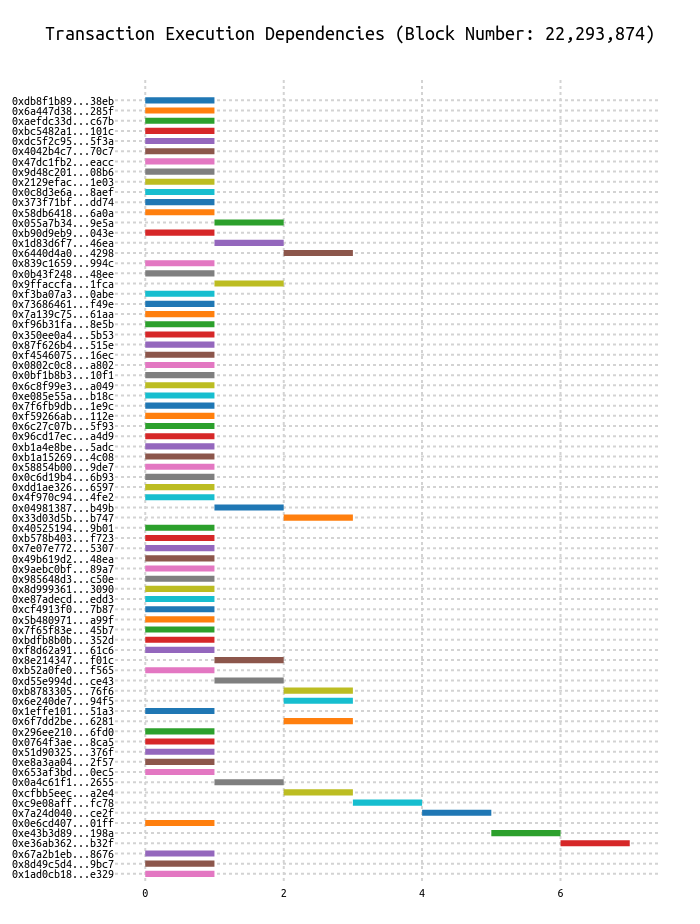 Transaction Execution Dependencies (Block Number: 22,293,874)
0xdb8f1b89...38eb
0x6a447d38...285f
0xaefdc33d...c67b
0xbc5482a1...101c
0xdc5f2c95...5f3a
0x4042b4c7...70c7
0x47dc1fb2...eacc
0x9d48c201...08b6
0x2129efac...1e03
0x0c8d3e6a...8aef
0x373f71bf...dd74
0x58db6418...6a0a
0x055a7b34...9e5a
0xb90d9eb9...043e
0x1d83d6f7...46ea
0x6440d4a0...4298
0x839c1659...994c
0x0b43f248...48ee
0x9ffaccfa...1fca
0xf3ba07a3...0abe
0x73686461...f49e
0x7a139c75...61aa
0xf96b31fa...8e5b
0x350ee0a4...5b53
0x87f626b4...515e
0xf4546075...16ec
0x0802c0c8...a802
0x0bf1b8b3...10f1
0x6c8f99e3...a049
0xe085e55a...b18c
0x7f6fb9db...1e9c
0xf59266ab...112e
0x6c27c07b...5f93
0x96cd17ec...a4d9
0xb1a4e8be...5adc
0xb1a15269...4c08
0x58854b00...9de7
0x0c6d19b4...6b93
0xdd1ae326...6597
0x4f970c94...4fe2
0x04981387...b49b
0x33d03d5b...b747
0x40525194...9b01
0xb578b403...f723
0x7e07e772...5307
0x49b619d2...48ea
0x9aebc0bf...89a7
0x985648d3...c50e
0x8d999361...3090
0xe87adecd...edd3
0xcf4913f0...7b87
0x5b480971...a99f
0x7f65f83e...45b7
0xbdfb8b0b...352d
0xf8d62a91...61c6
0x8e214347...f01c
0xb52a0fe0...f565
0xd55e994d...ce43
0xb8783305...76f6
0x6e240de7...94f5
0x1effe101...51a3
0x6f7dd2be...6281
0x296ee210...6fd0
0x0764f3ae...8ca5
0x51d90325...376f
0xe8a3aa04...2f57
0x653af3bd...0ec5
0x0a4c61f1...2655
0xcfbb5eec...a2e4
0xc9e08aff...fc78
0x7a24d040...ce2f
0x0e6cd407...01ff
0xe43b3d89...198a
0xe36ab362...b32f
0x67a2b1eb...8676
0x8d49c5d4...9bc7
0x1ad0cb18...e329
0 2 4 6